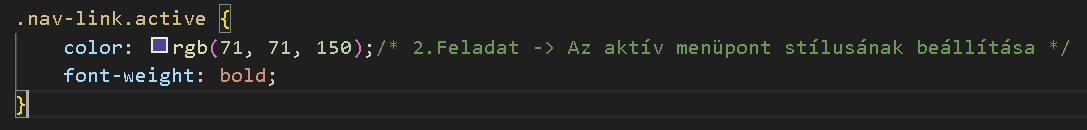 .nav-link.active {
    color: rgb(71, 71, 150);/* 2.Feladat -> Az aktív menüpont stílusának beállítása */
    font-weight: bold;
}